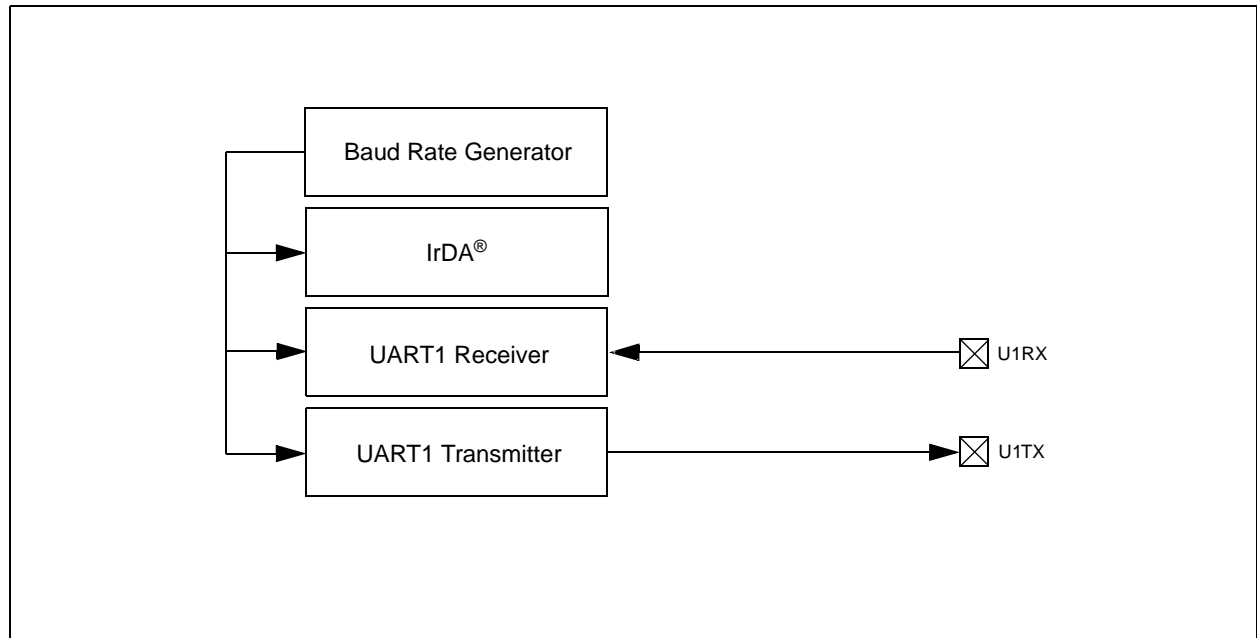 Baud Rate Generator
IrDA®
UART1 Receiver
U1RX
UART1 Transmitter
U1TX